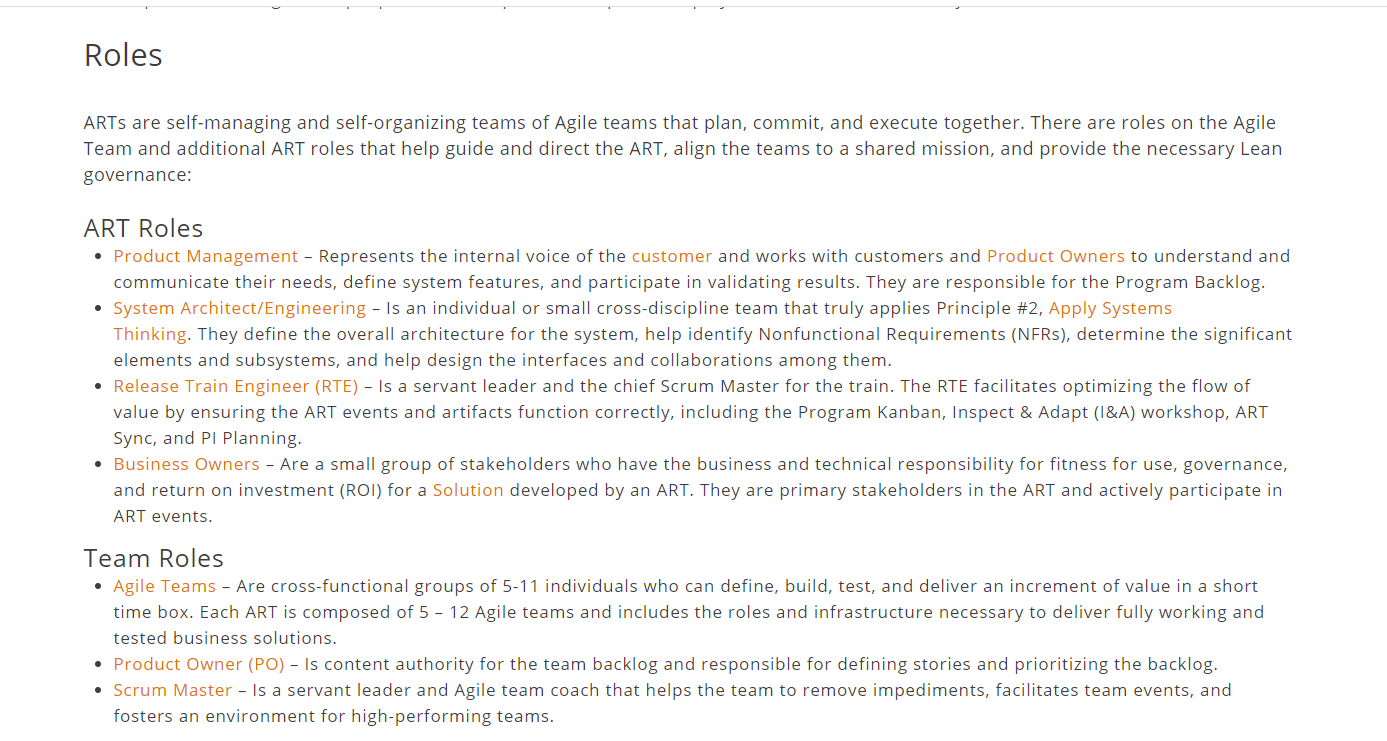 Roles
ARTs are self-managing and self-organizing teams of Agile teams that plan, commit, and execute together. There are roles on the Agile
Team and additional ART roles that help guide and direct the ART, align the teams to a shared mission, and provide the necessary Lean
governance:
ART Roles
• Product Management – Represents the internal voice of the customer and works with customers and Product Owners to understand and
communicate their needs, define system features, and participate in validating results. They are responsible for the Program Backlog.
• System Architect/Engineering – Is an individual or small cross-discipline team that truly applies Principle #2, Apply Systems
Thinking. They define the overall architecture for the system, help identify Nonfunctional Requirements (NFRs), determine the significant
elements and subsystems, and help design the interfaces and collaborations among them.
• Release Train Engineer (RTE) – Is a servant leader and the chief Scrum Master for the train. The RTE facilitates optimizing the flow of
value by ensuring the ART events and artifacts function correctly, including the Program Kanban, Inspect & Adapt (I&A) workshop, ART
Sync, and PI Planning.
• Business Owners – Are a small group of stakeholders who have the business and technical responsibility for fitness for use, governance,
and return on investment (ROI) for a Solution developed by an ART. They are primary stakeholders in the ART and actively participate in
ART events.
Team Roles
• Agile Teams – Are cross-functional groups of 5-11 individuals who can define, build, test, and deliver an increment of value in a short
time box. Each ART is composed of 5 – 12 Agile teams and includes the roles and infrastructure necessary to deliver fully working and
tested business solutions.
• Product Owner (PO) – Is content authority for the team backlog and responsible for defining stories and prioritizing the backlog.
• Scrum Master – Is a servant leader and Agile team coach that helps the team to remove impediments, facilitates team events, and
fosters an environment for high-performing teams.